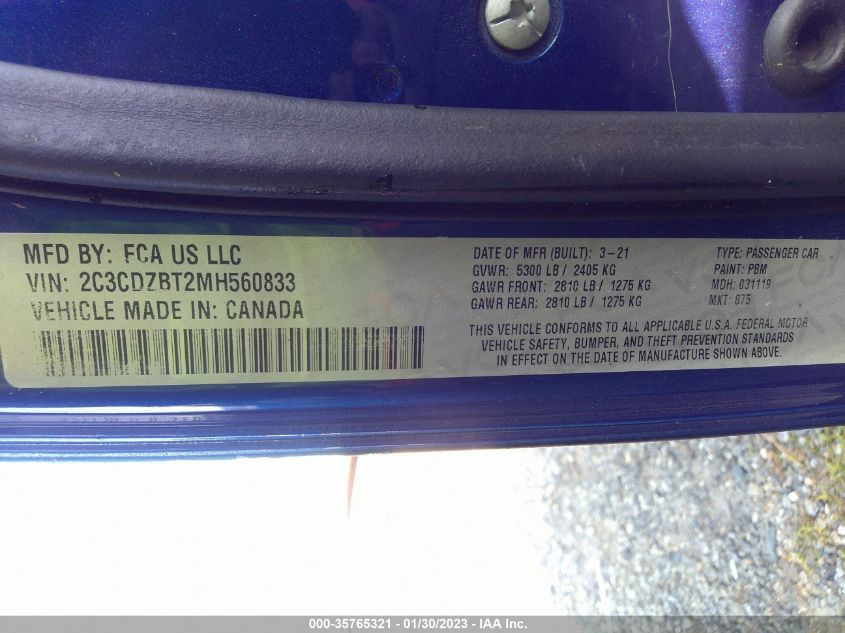 MFD BY: FCA US LLC
VIN: 2C3CDZBT2MH560833
VEHICLE MADE IN: CANADA
DATE OF MFR (BUILT): 3-21
GVWR: 5300 LB / 2405 KG
GAWR FRONT: 2810 LB / 1275 KG
GAWR REAR: 2810 LB / 1275 KG
TYPE: PASSENGER CAR
PAINT: PBM
MDH: 031119
MKT: 875
THIS VEHICLE CONFORMS TO ALL APPLICABLE U.S.A. FEDERAL MOTOR
VEHICLE SAFETY, BUMPER, AND THEFT PREVENTION STANDARDS
IN EFFECT ON THE DATE OF MANUFACTURE SHOWN ABOVE.
000-35765321 - 01/30/2023 - IAA Inc.